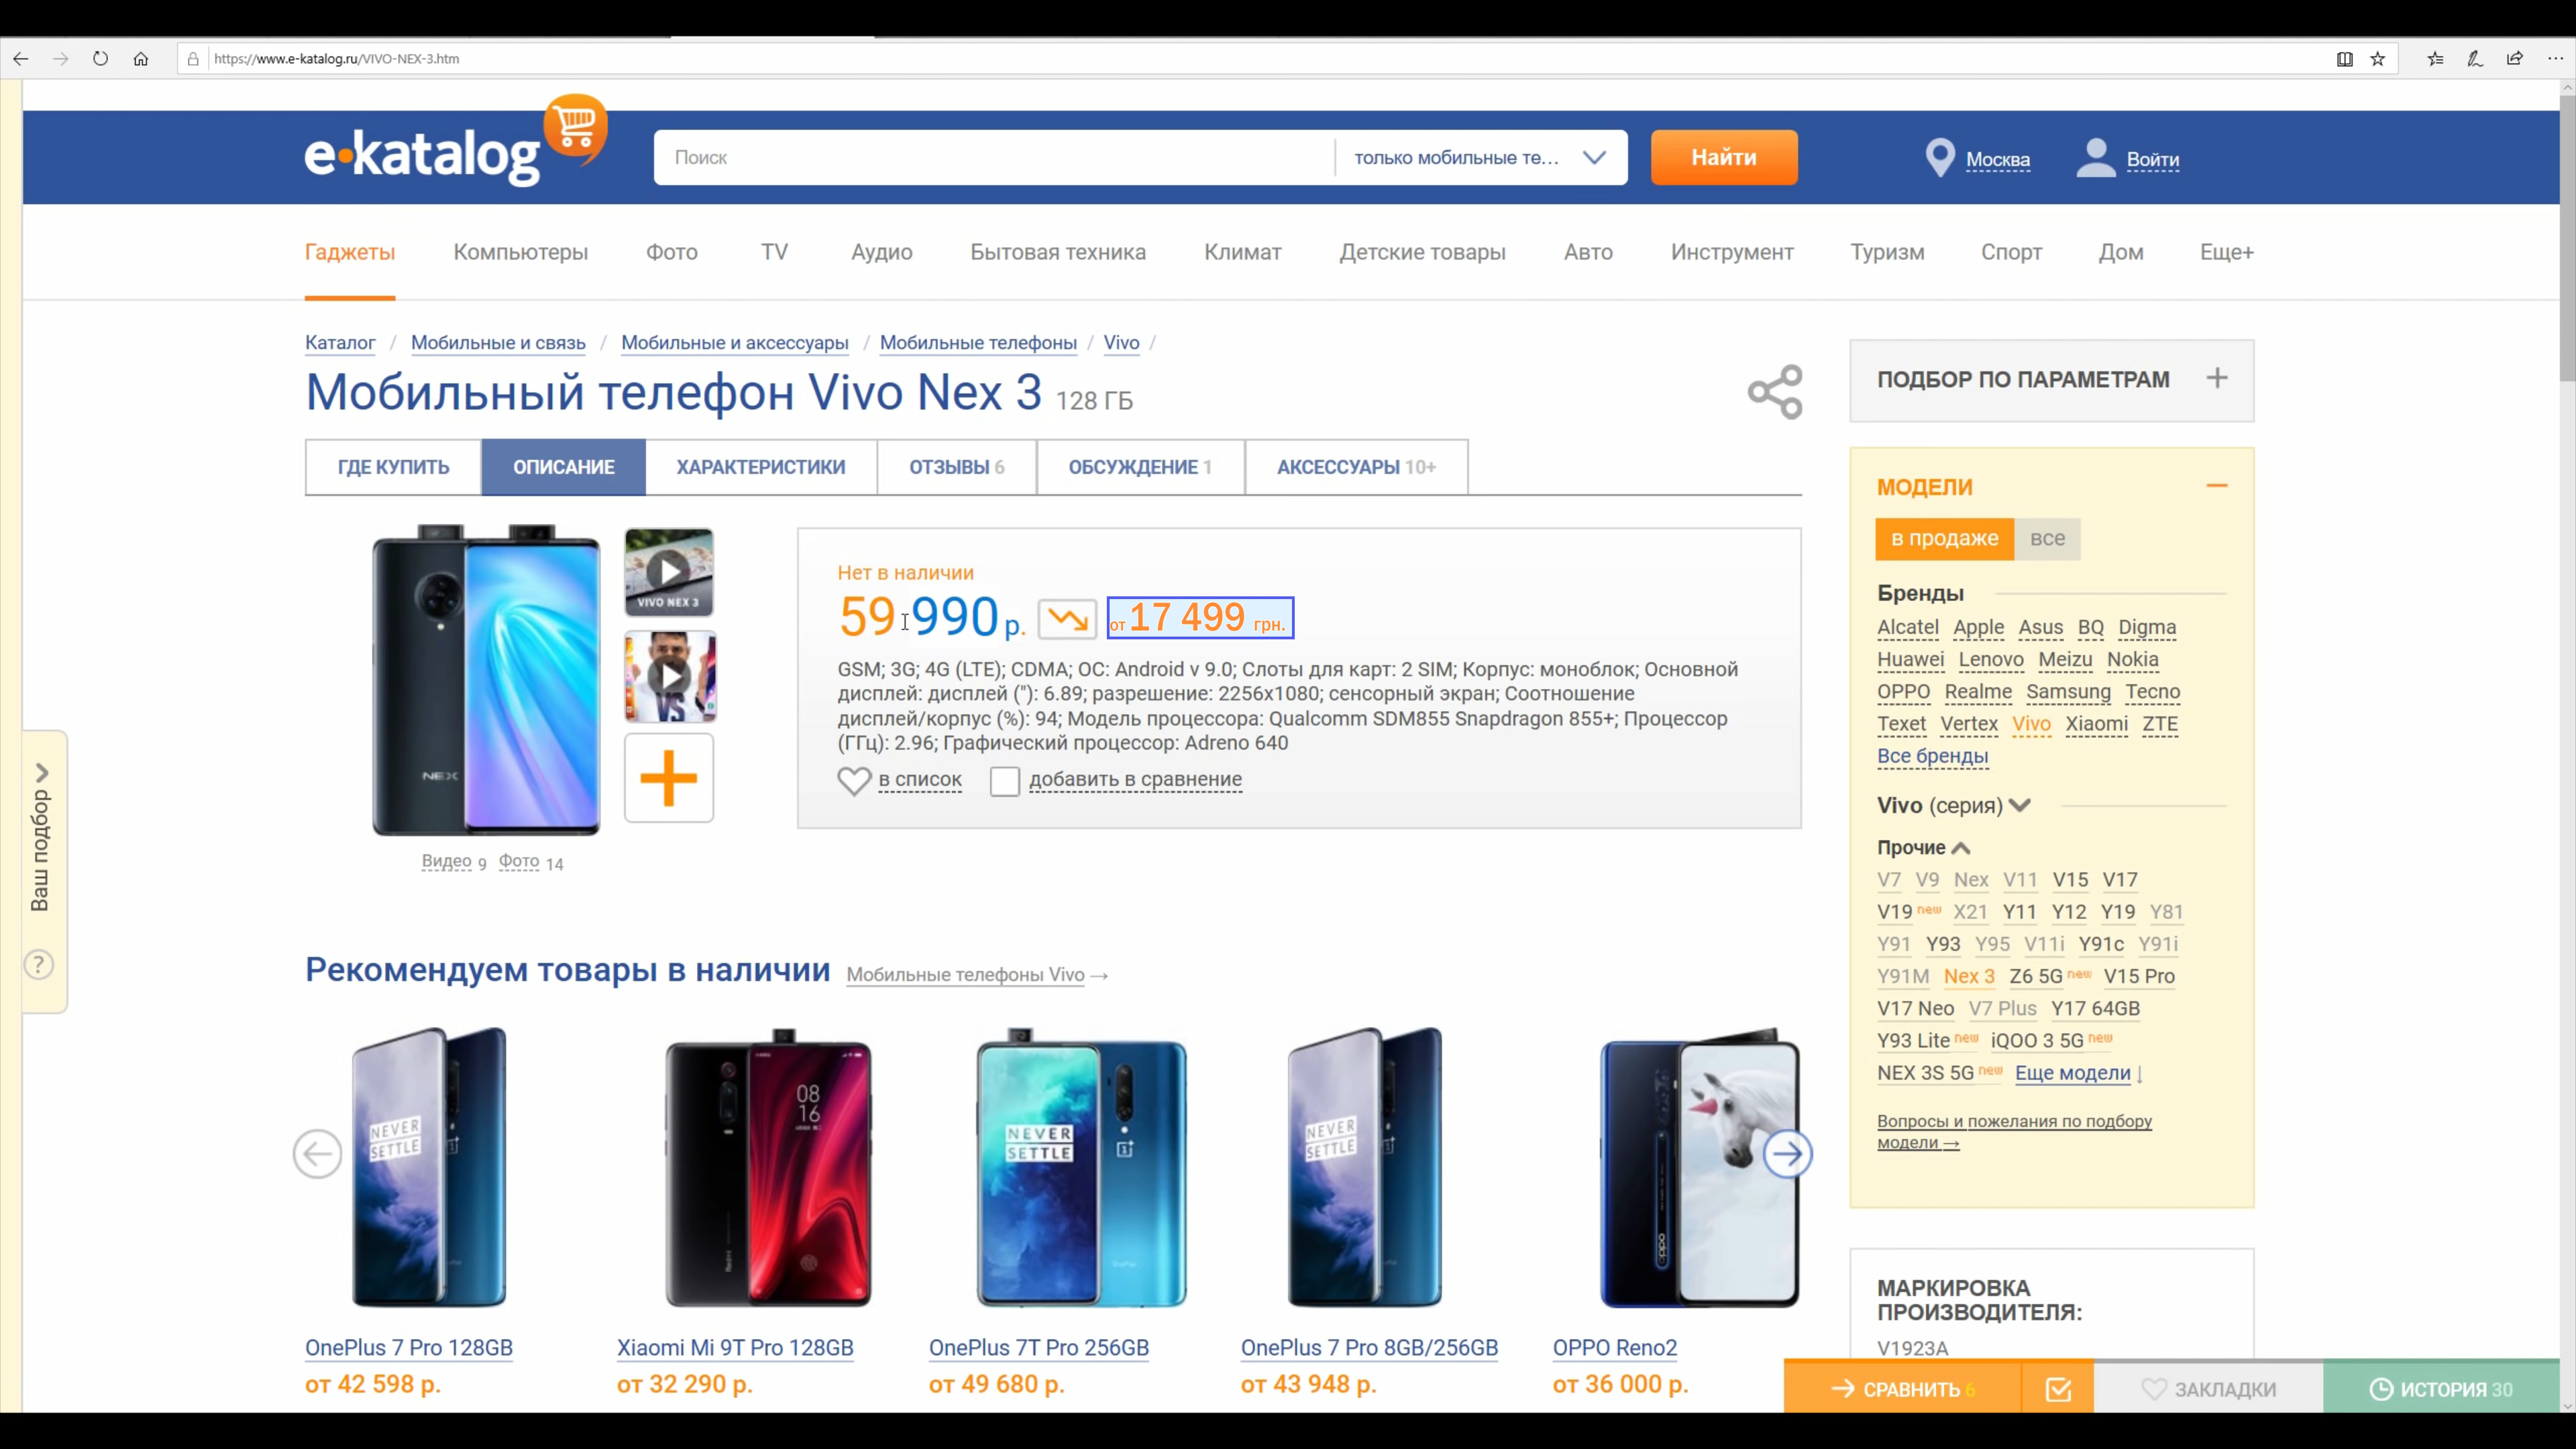 https://www.e-katalog.ru/VIVO-NEX-3.htm
e•katalog
Поиск
только мобильные те...
Найти
Москва
Войти
Гаджеты Компьютеры Фото TV Аудио Бытовая техника Климат Детские товары Авто Инструмент Туризм Спорт Дом Еще+
Каталог / Мобильные и связь / Мобильные и аксессуары / Мобильные телефоны / Vivo /
Мобильный телефон Vivo Nex 3 128 ГБ
ГДЕ КУПИТЬ ОПИСАНИЕ ХАРАКТЕРИСТИКИ ОТЗЫВЫ 6 ОБСУЖДЕНИЕ 1 АКСЕССУАРЫ 10+
NEX
VIVO NEX 3
VS
Видео 9 Фото 14
Нет в наличии
59 990 р. от 17 499 грн.
GSM; 3G; 4G (LTE); CDMA; ОС: Android v 9.0; Слоты для карт: 2 SIM; Корпус: моноблок; Основной
дисплей: дисплей ("): 6.89; разрешение: 2256x1080; сенсорный экран; Соотношение
дисплей/корпус (%): 94; Модель процессора: Qualcomm SDM855 Snapdragon 855+; Процессор
(ГГц): 2.96; Графический процессор: Adreno 640
в список добавить в сравнение
Ваш подбор
?
Рекомендуем товары в наличии Мобильные телефоны Vivo →
NEVER
SETTLE
08
16
Redmi
NEVER
SETTLE
NEVER
SETTLE
oppo
OnePlus 7 Pro 128GB
от 42 598 р.
Xiaomi Mi 9T Pro 128GB
от 32 290 р.
OnePlus 7T Pro 256GB
от 49 680 р.
OnePlus 7 Pro 8GB/256GB
от 43 948 р.
OPPO Reno2
от 36 000 р.
ПОДБОР ПО ПАРАМЕТРАМ +
МОДЕЛИ
в продаже все
Бренды
Alcatel Apple Asus BQ Digma
Huawei Lenovo Meizu Nokia
OPPO Realme Samsung Tecno
Texet Vertex Vivo Xiaomi ZTE
Все бренды
Vivo (серия)
Прочие
V7 V9 Nex V11 V15 V17
V19 new X21 Y11 Y12 Y19 Y81
Y91 Y93 Y95 V11i Y91c Y91i
Y91M Nex 3 Z6 5G new V15 Pro
V17 Neo V7 Plus Y17 64GB
Y93 Lite new iQOO 3 5G new
NEX 3S 5G new Еще модели ↓
Вопросы и пожелания по подбору
модели →
МАРКИРОВКА
ПРОИЗВОДИТЕЛЯ:
V1923A
→ СРАВНИТЬ 6
ЗАКЛАДКИ
ИСТОРИЯ 30